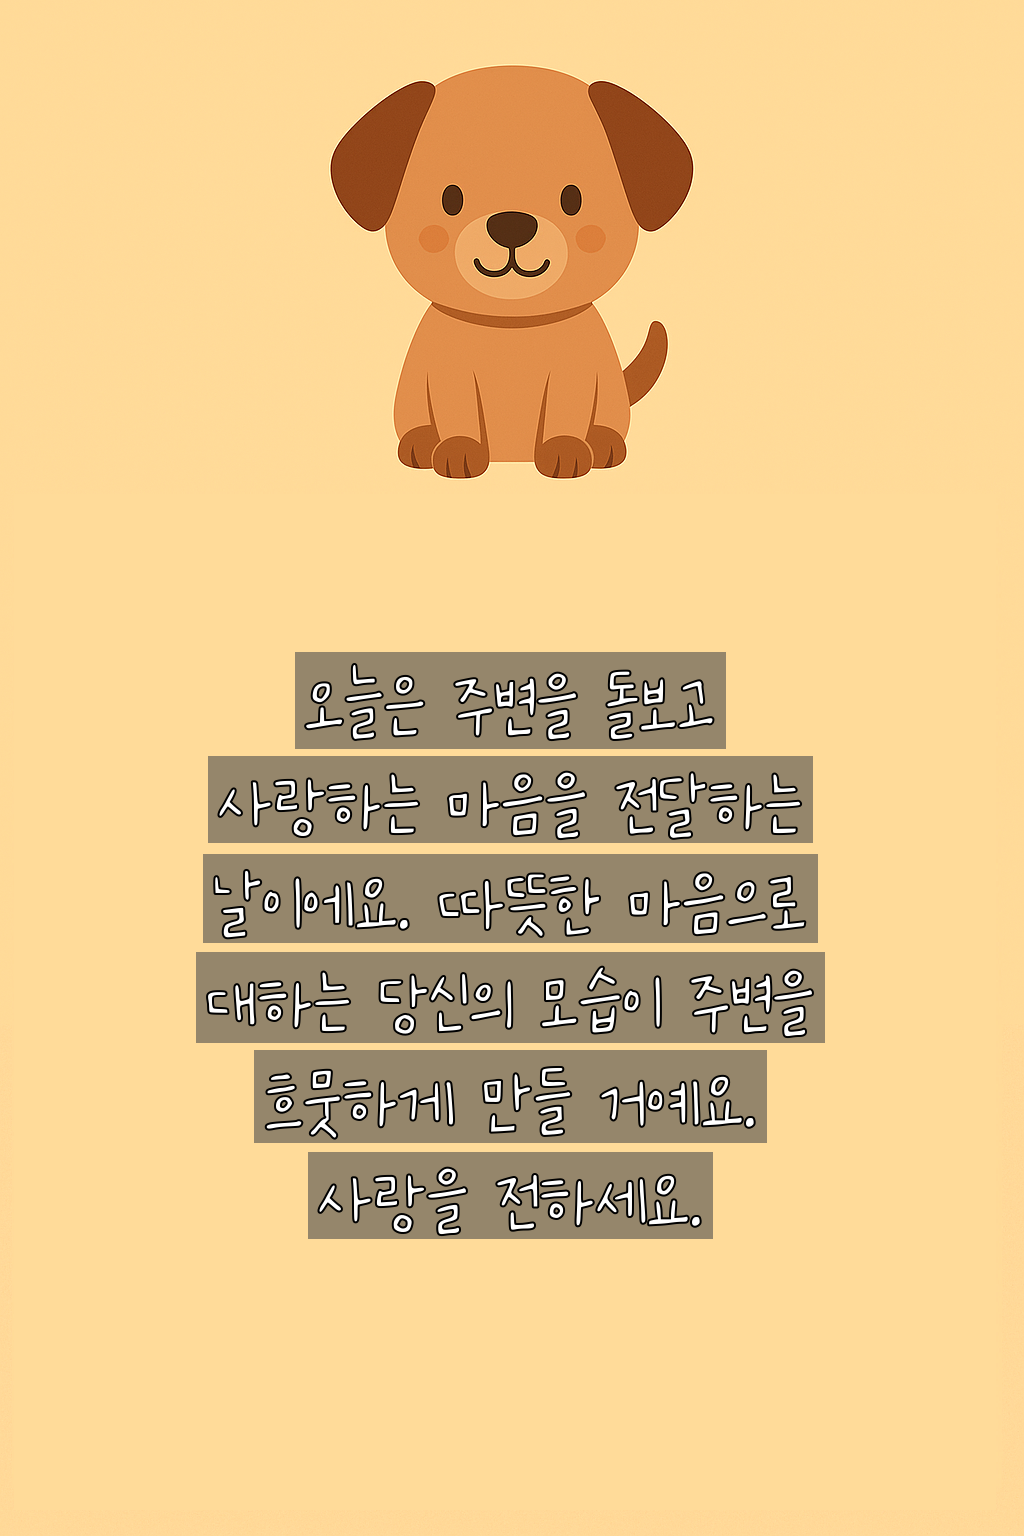 오늘은 주변을 돌보고
사랑하는 마음을 전달하는
날이에요. 따뜻한 마음으로
대하는 당신의 모습이 주변을
흐뭇하게 만들 거예요.
사랑을 전하세요.